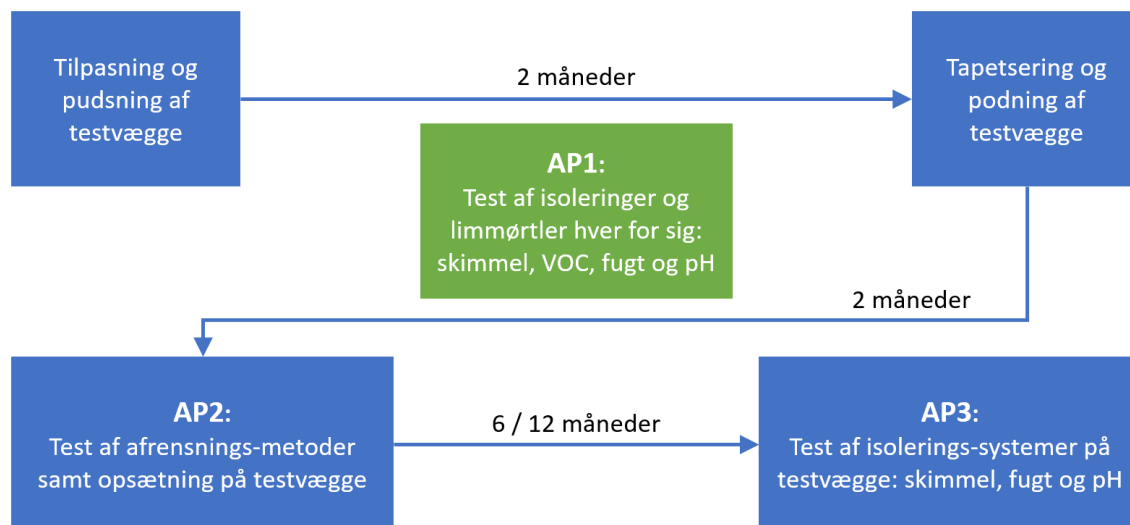 Tilpasning og
pudsning af
testvægge
2 måneder
Tapetsering og
podning af
testvægge
AP1:
Test af isoleringer og
limmørtler hver for sig:
skimmel, VOC, fugt og pH
2 måneder
AP2:
Test af afrensnings-metoder
samt opsætning på testvægge
6 / 12 måneder
AP3:
Test af isolerings-systemer på
testvægge: skimmel, fugt og pH